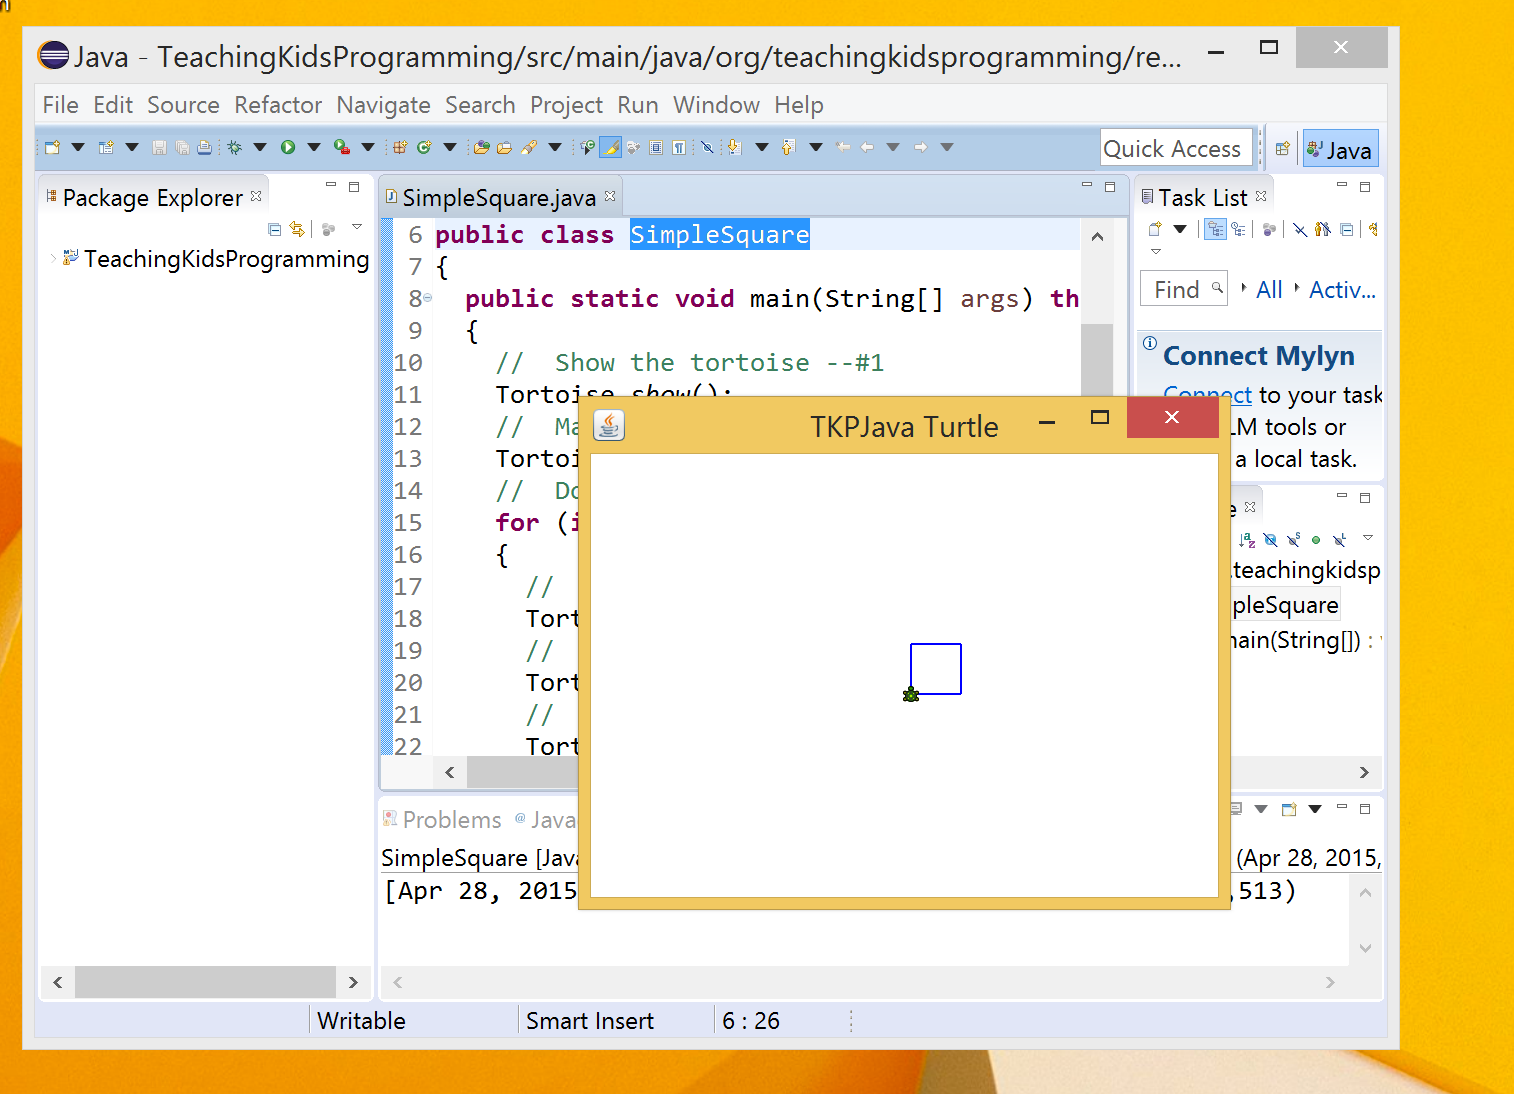 Java - TeachingKidsProgramming/src/main/java/org/teachingkidsprogramming/re...
File Edit Source Refactor Navigate Search Project Run Window Help
Quick Access
Java
Package Explorer
TeachingKidsProgramming
SimpleSquare.java
6 public class SimpleSquare
7 {
8 public static void main(String[] args) th
9 {
10 // Show the tortoise --#1
11 Tortoise.show();
12 // Ma
13 Tortoi
14 // Do
15 for (i
16 {
17 //
18 Tort
19 //
20 Tort
21 //
22 Tort
TKPJava Turtle
Task List
Find All Activ...
Connect Mylyn
Connect to your task
LM tools or
a local task.
e
.teachingkidsp
pleSquare
main(String[]) :
Problems @ Java
SimpleSquare [Java
(Apr 28, 2015,
[Apr 28, 2015
,513)
Writable
Smart Insert
6 : 26